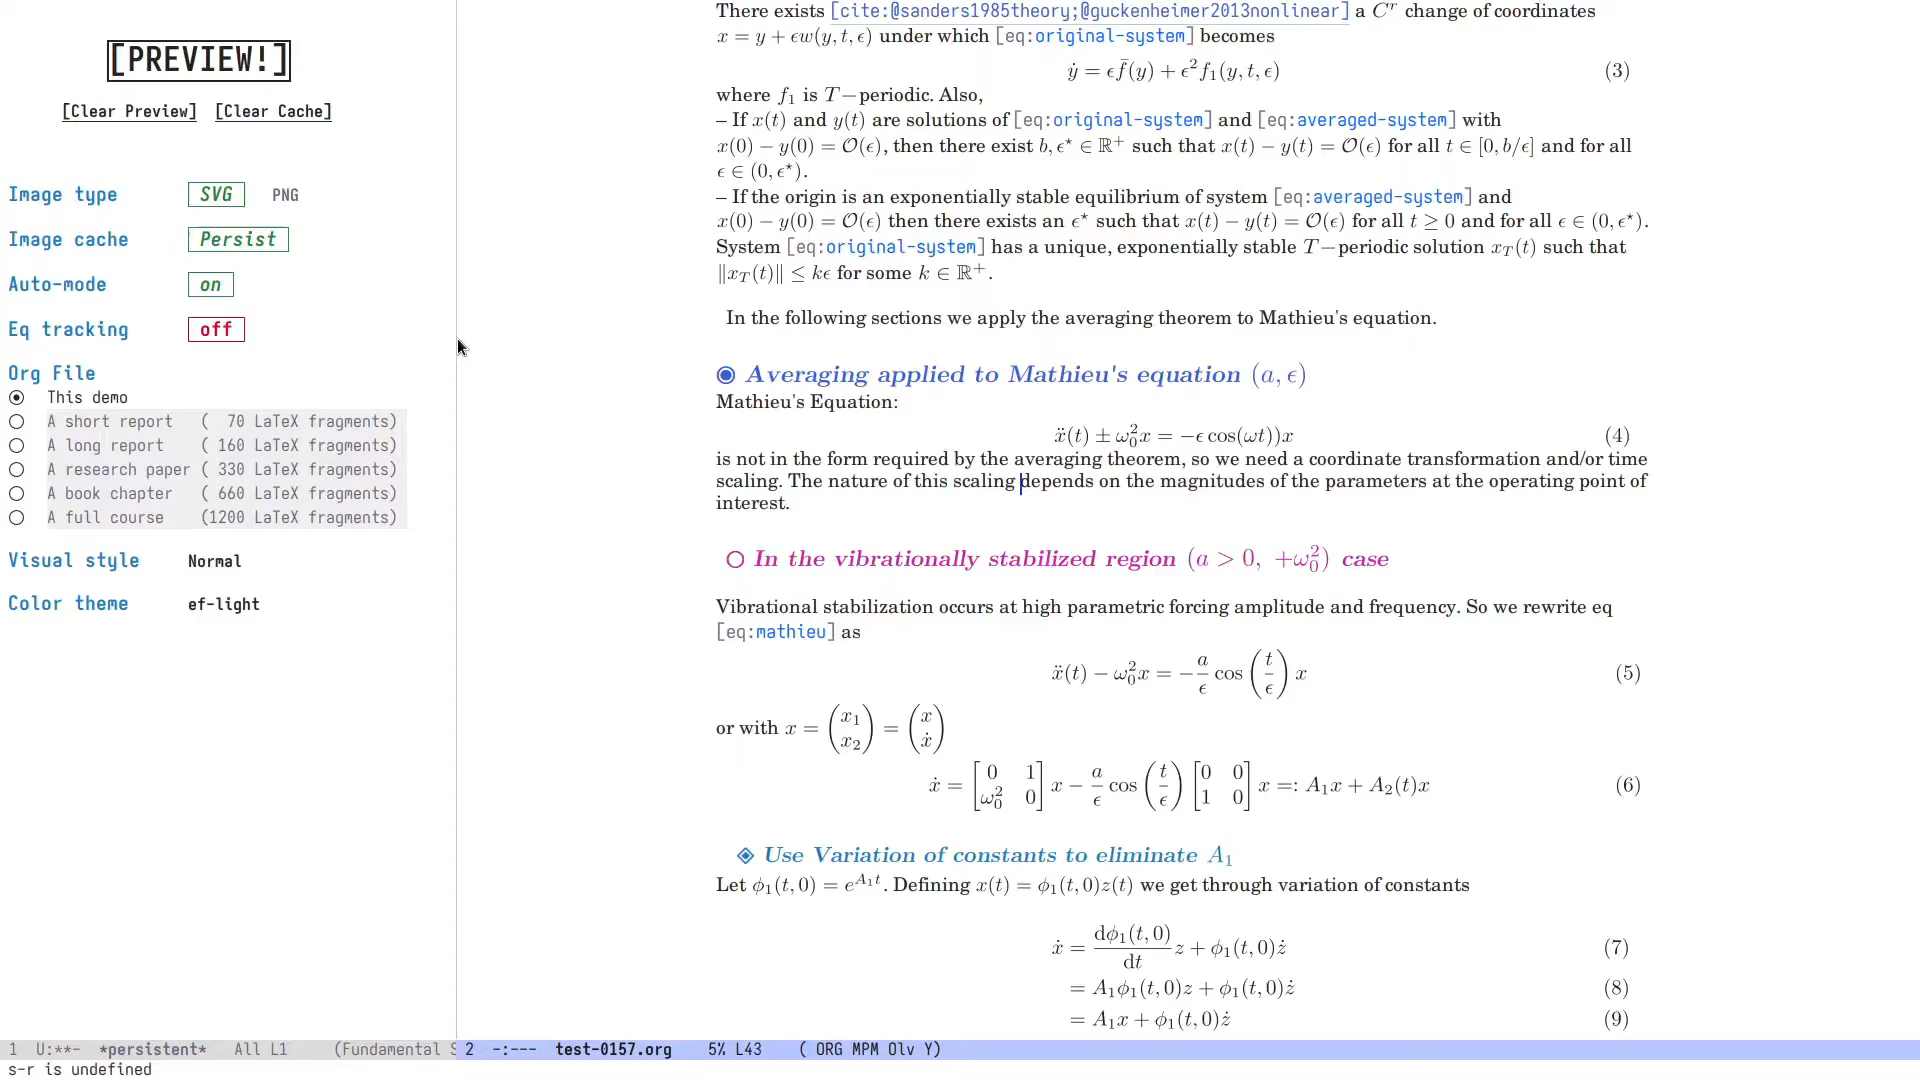 [PREVIEW!]
[Clear Preview] [Clear Cache]
Image type SVG PNG
Image cache Persist
Auto-mode on
Eq tracking off
Org File
This demo
A short report ( 70 LaTeX fragments)
A long report ( 160 LaTeX fragments)
A research paper ( 330 LaTeX fragments)
A book chapter ( 660 LaTeX fragments)
A full course (1200 LaTeX fragments)
Visual style Normal
Color theme ef-light
There exists [cite:@sanders1985theory;@guckenheimer2013nonlinear] a C^r change of coordinates
x = y + ϵw(y, t, ϵ) under which [eq:original-system] becomes
ẏ = ϵf̄(y) + ϵ²f₁(y, t, ϵ) (3)
where f₁ is T−periodic. Also,
– If x(t) and y(t) are solutions of [eq:original-system] and [eq:averaged-system] with
x(0) − y(0) = 𝒪(ϵ), then there exist b, ϵ⋆ ∈ ℝ⁺ such that x(t) − y(t) = 𝒪(ϵ) for all t ∈ [0, b/ϵ] and for all
ϵ ∈ (0, ϵ⋆).
– If the origin is an exponentially stable equilibrium of system [eq:averaged-system] and
x(0) − y(0) = 𝒪(ϵ) then there exists an ϵ⋆ such that x(t) − y(t) = 𝒪(ϵ) for all t ≥ 0 and for all ϵ ∈ (0, ϵ⋆).
System [eq:original-system] has a unique, exponentially stable T−periodic solution x_T(t) such that
‖x_T(t)‖ ≤ kϵ for some k ∈ ℝ⁺.
In the following sections we apply the averaging theorem to Mathieu's equation.
Averaging applied to Mathieu's equation (a, ϵ)
Mathieu's Equation:
ẍ(t) ± ω₀²x = −ϵ cos(ωt))x (4)
is not in the form required by the averaging theorem, so we need a coordinate transformation and/or time
scaling. The nature of this scaling depends on the magnitudes of the parameters at the operating point of
interest.
In the vibrationally stabilized region (a > 0, +ω₀²) case
Vibrational stabilization occurs at high parametric forcing amplitude and frequency. So we rewrite eq
[eq:mathieu] as
ẍ(t) − ω₀²x = −a/ϵ cos (t/ϵ) x (5)
or with x = (x₁ x₂) = (x ẋ)
ẋ = [0 1 ω₀² 0] x − a/ϵ cos (t/ϵ) [0 0 1 0] x =: A₁x + A₂(t)x (6)
Use Variation of constants to eliminate A₁
Let ϕ₁(t, 0) = e^{A₁t}. Defining x(t) = ϕ₁(t, 0)z(t) we get through variation of constants
ẋ = dϕ₁(t, 0)/dt z + ϕ₁(t, 0)ż (7)
= A₁ϕ₁(t, 0)z + ϕ₁(t, 0)ż (8)
= A₁x + ϕ₁(t, 0)ż (9)
1 U:**- *persistent* All L1 (Fundamental S
2 -:--- test-0157.org 5% L43 ( ORG MPM Olv Y)
s-r is undefined